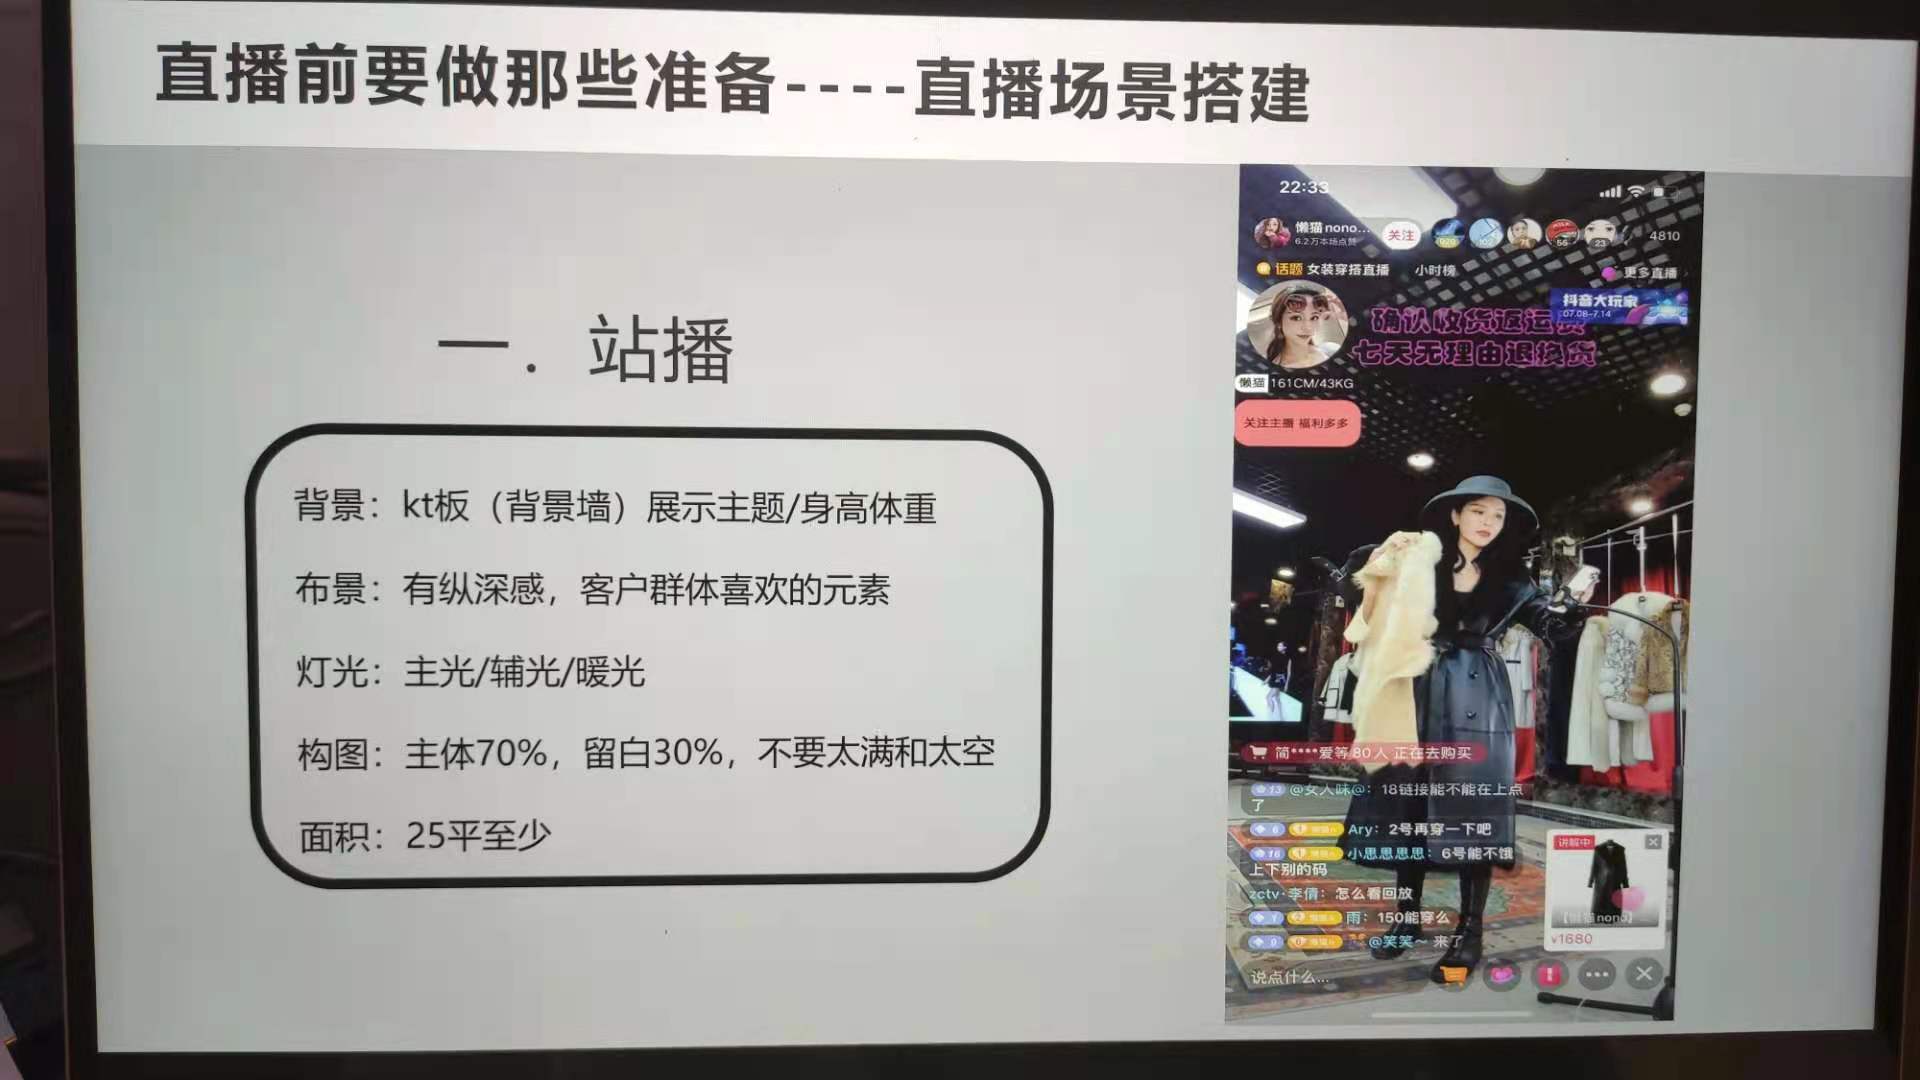 直播前要做那些准备----直播场景搭建
一．站播
背景：kt板（背景墙）展示主题/身高体重
布景：有纵深感，客户群体喜欢的元素
灯光：主光/辅光/暖光
构图：主体70%，留白30%，不要太满和太空
面积：25平至少
22:33
懒猫nono...
6.2万本场点赞
关注
4810
话题 女装穿搭直播
小时榜
更多直播
抖音大玩家
07.08-7.14
确认收货返运费
七天无理由退换货
懒猫 161CM/43KG
关注主播 福利多多
简****爱等80人 正在去购买
13 @女人味@：18链接能不能在上点
了
6 Ary：2号再穿一下吧
16 小思思思思：6号能不饿
上下别的码
zctv·李倩：怎么看回放
雨：150能穿么
@笑笑～ 来了
说点什么...
讲解中
【懒猫nono】...
¥1680